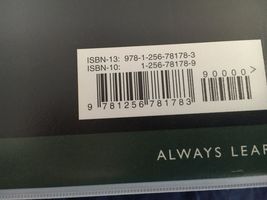 ISBN-13: 978-1-256-78178-3
ISBN-10: 1-256-78178-9
90000>
9 781256 781783
ALWAYS LEAR